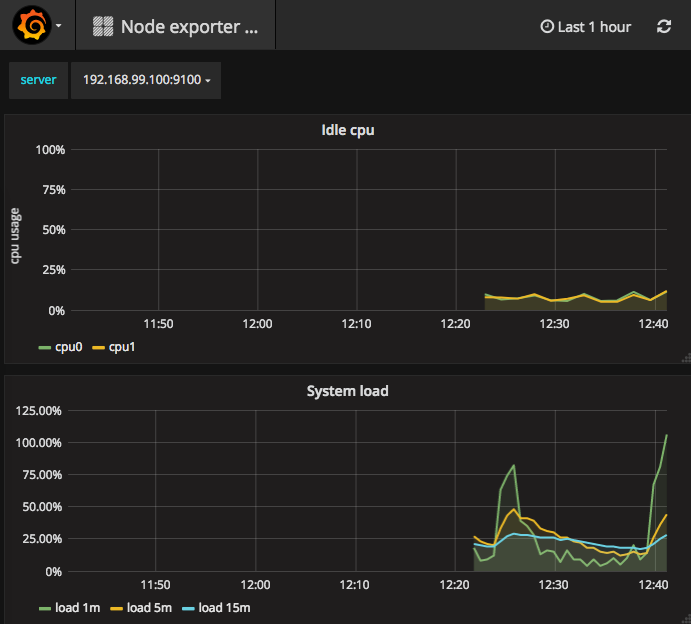 Node exporter ... Last 1 hour
server 192.168.99.100:9100
Idle cpu
cpu usage
100%
75%
50%
25%
0%
11:50 12:00 12:10 12:20 12:30 12:40
cpu0 cpu1
System load
125.00%
100.00%
75.00%
50.00%
25.00%
0%
11:50 12:00 12:10 12:20 12:30 12:40
load 1m load 5m load 15m